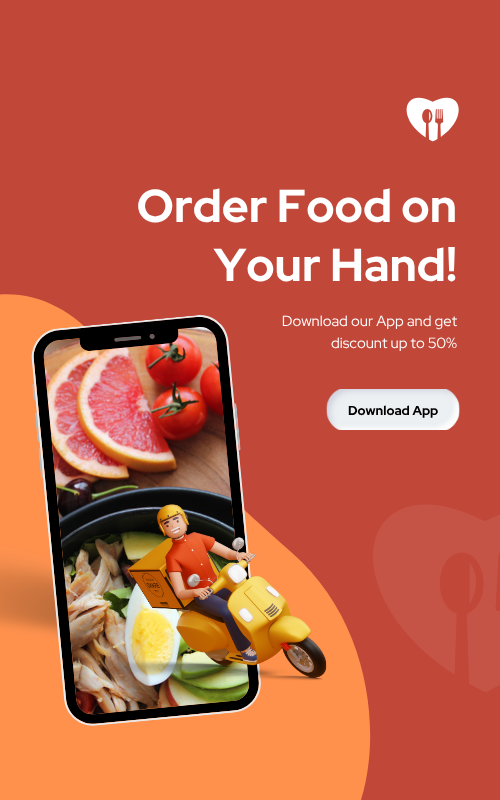 Order Food on
Your Hand!
Download our App and get
discount up to 50%
Download App